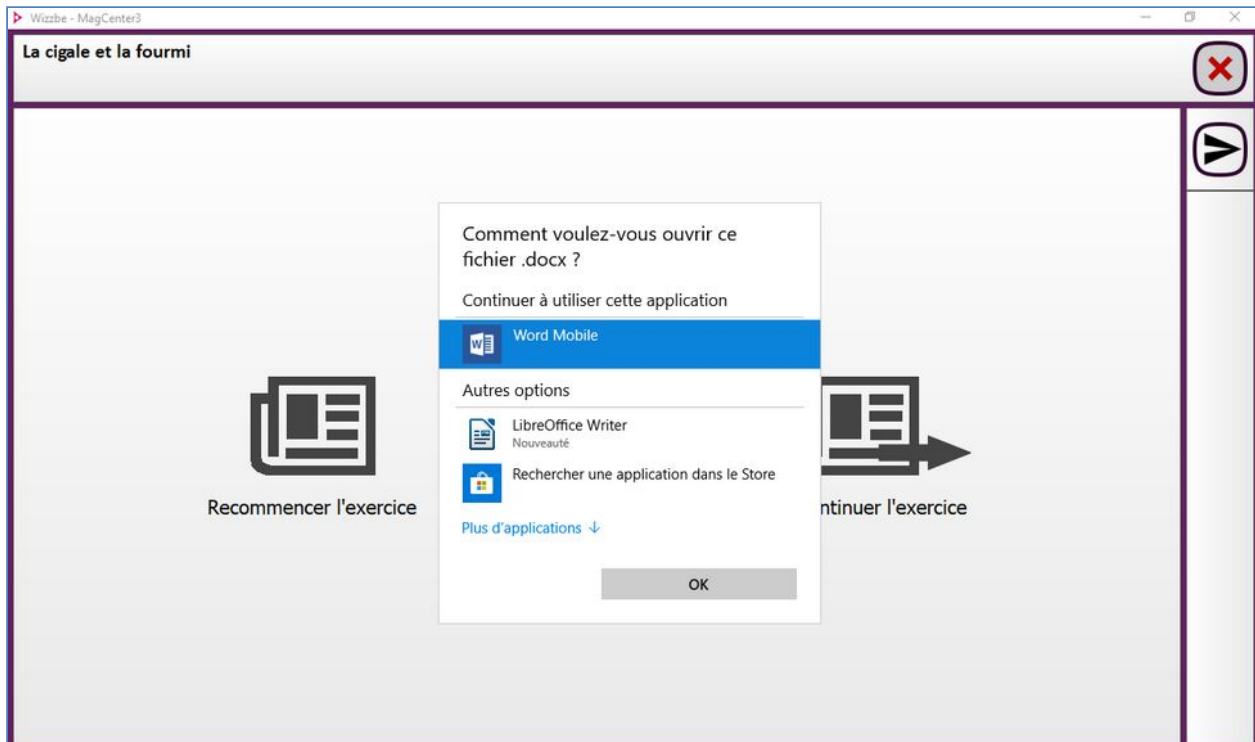 Wizzbe - MagCenter3
La cigale et la fourmi
Comment voulez-vous ouvrir ce
fichier .docx ?
Continuer à utiliser cette application
Word Mobile
Autres options
LibreOffice Writer
Nouveauté
Rechercher une application dans le Store
Plus d'applications
OK
Recommencer l'exercice
ntinuer l'exercice